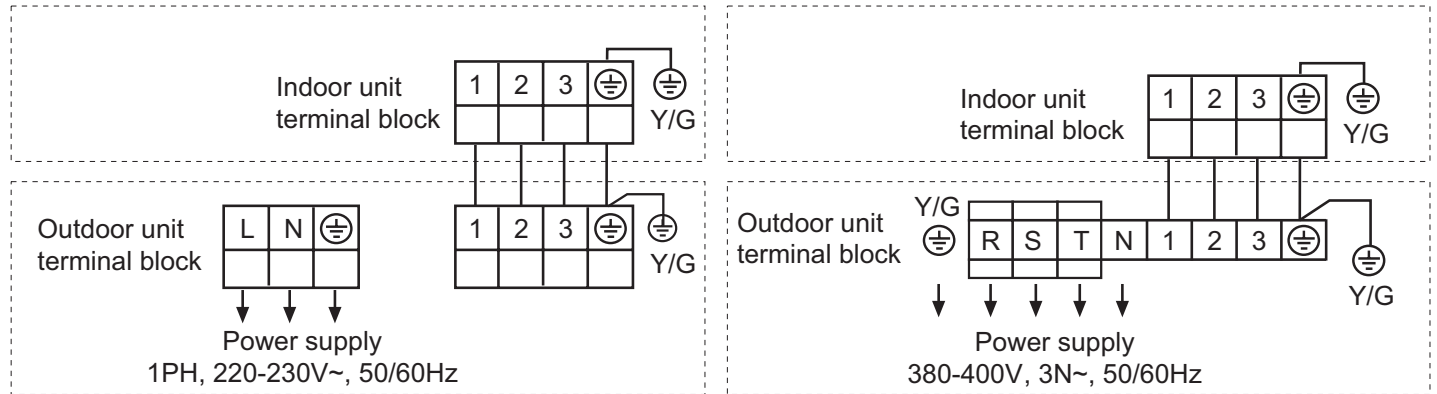 Indoor unit
terminal block
1 2 3
Y/G
Outdoor unit
terminal block
L N
1 2 3
Y/G
Power supply
1PH, 220-230V~, 50/60Hz
Indoor unit
terminal block
1 2 3
Y/G
Outdoor unit
terminal block
Y/G
R S T N 1 2 3
Y/G
Power supply
380-400V, 3N~, 50/60Hz